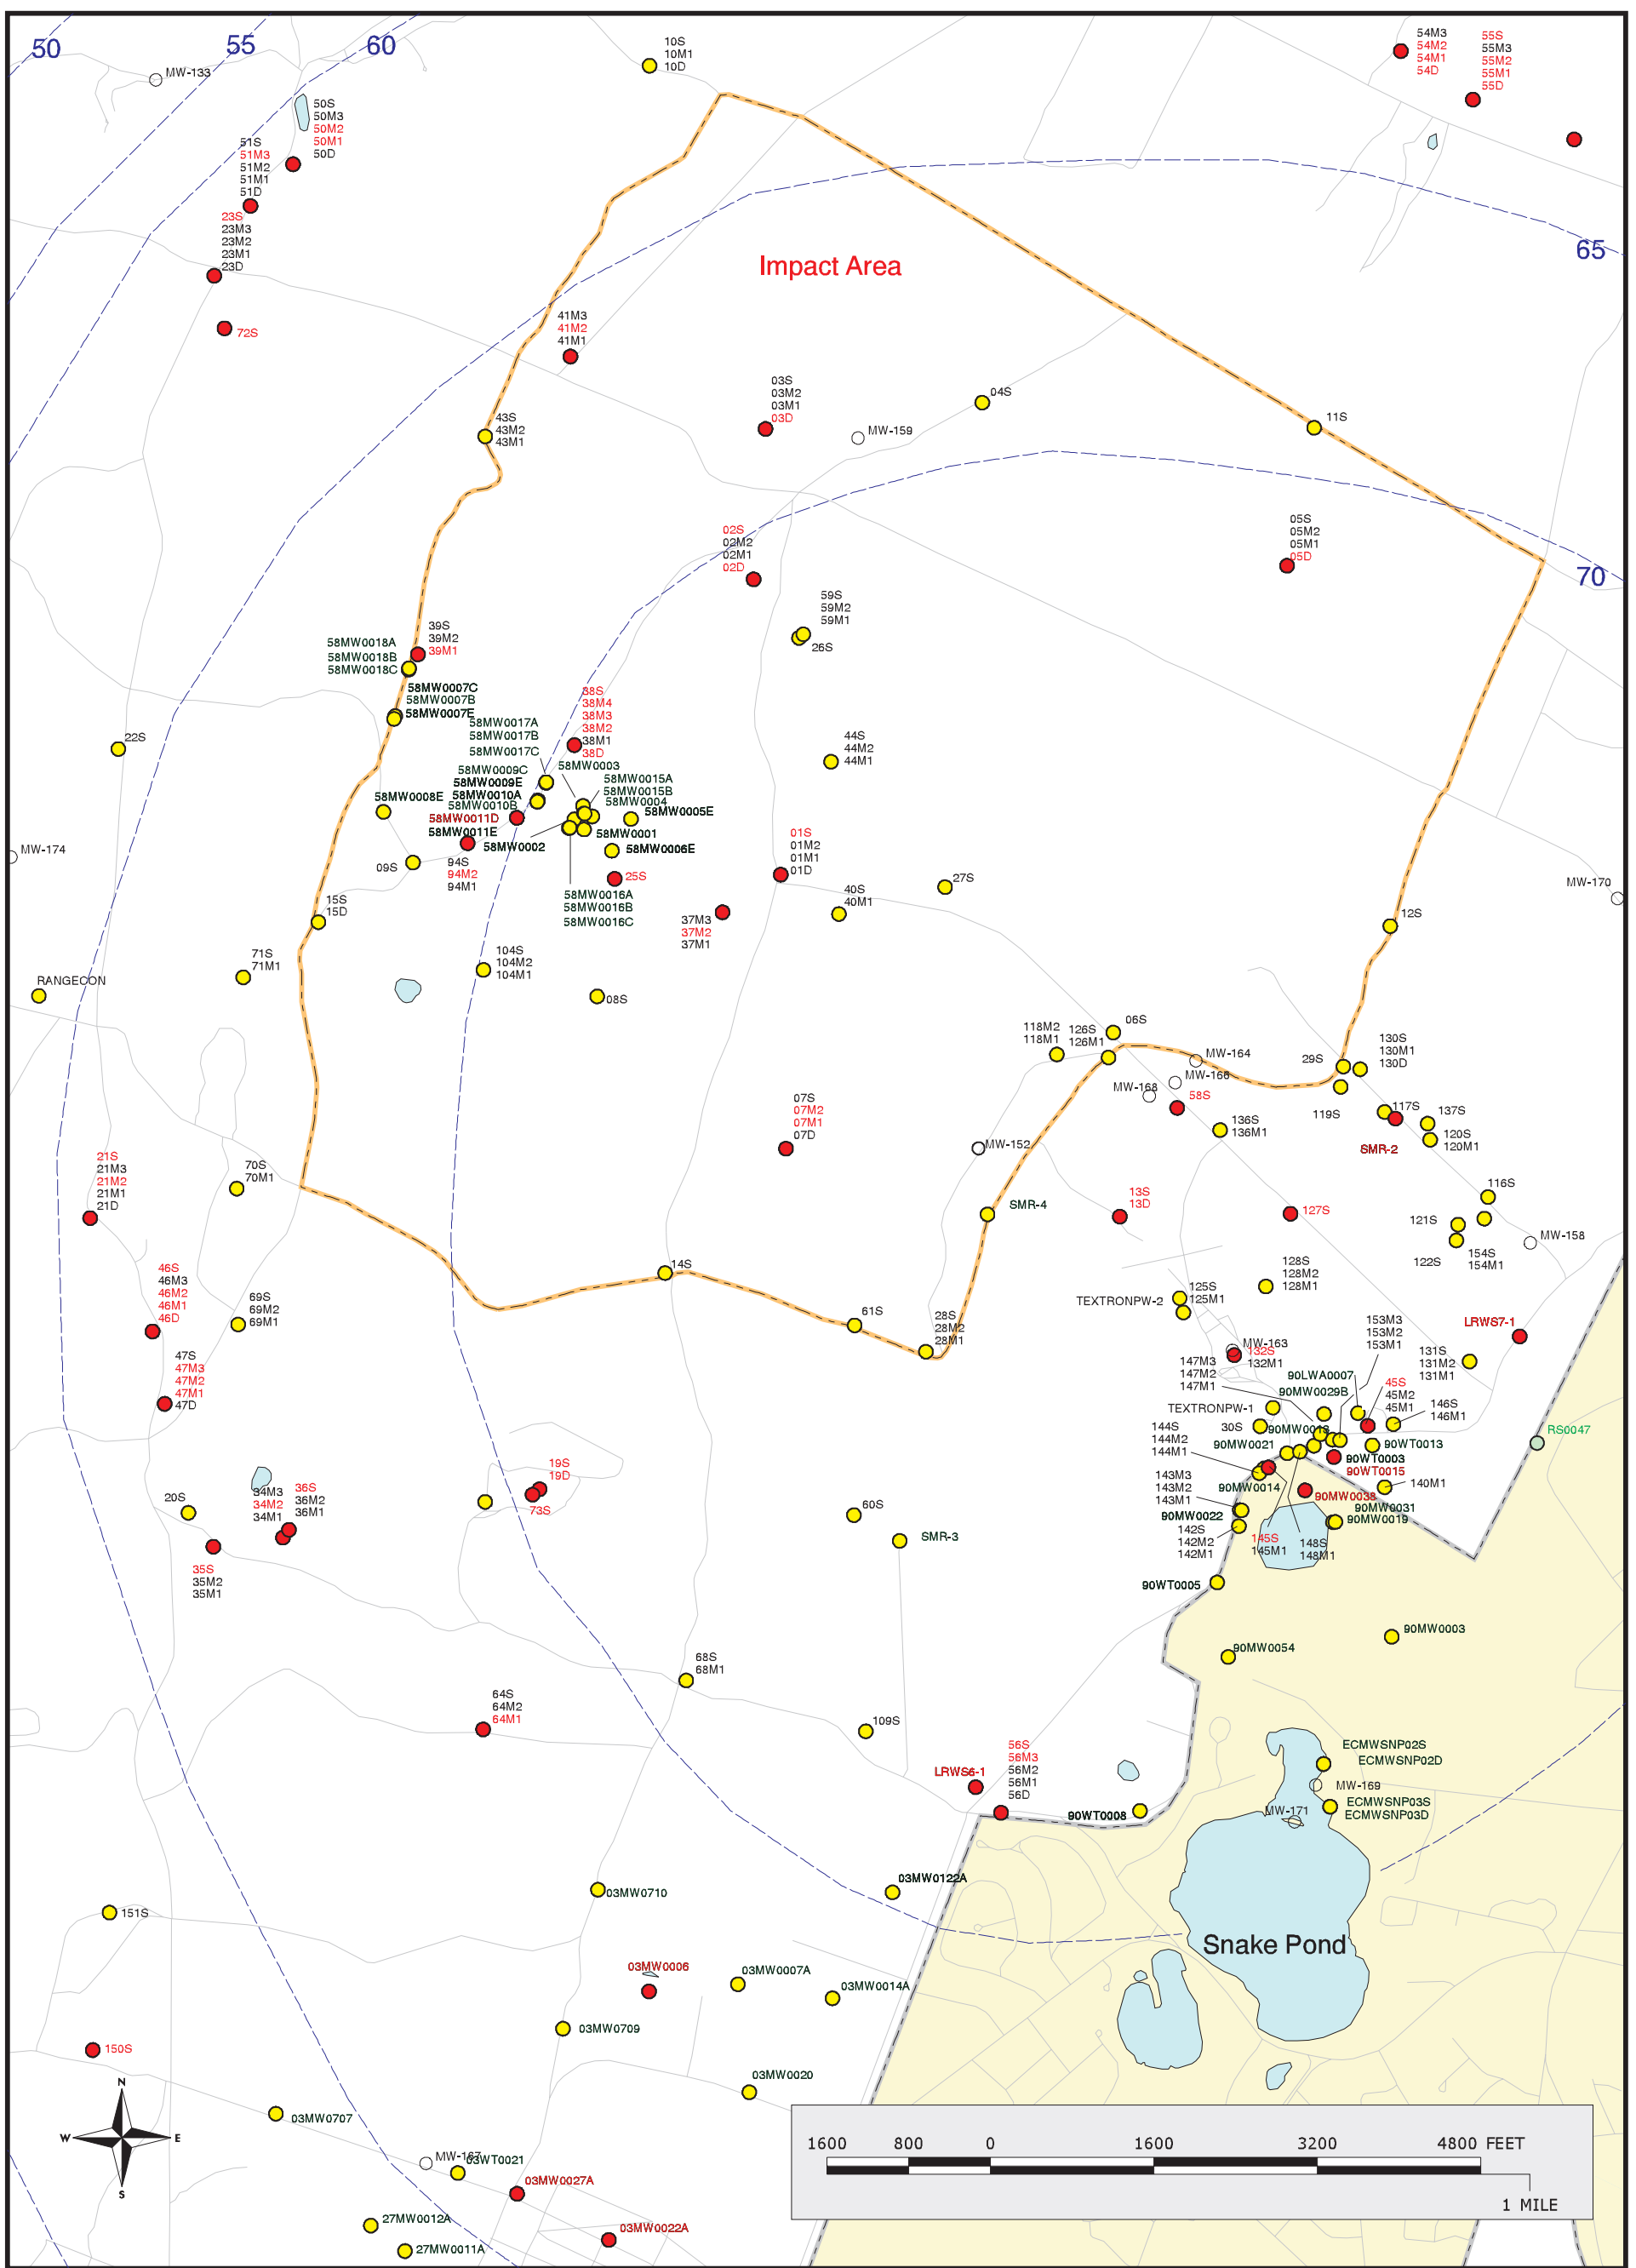 50
55
60
MW-133
10S
10M1
10D
54M3
54M2
54M1
54D
55S
55M3
55M2
55M1
55D
50S
50M3
50M2
50M1
50D
51S
51M3
51M2
51M1
51D
23S
23M3
23M2
23M1
23D
72S
Impact Area
65
41M3
41M2
41M1
03S
03M2
03M1
03D
04S
MW-159
11S
43S
43M2
43M1
02S
02M2
02M1
02D
05S
05M2
05M1
05D
70
59S
59M2
59M1
26S
39S
39M2
39M1
58MW0018A
58MW0018B
58MW0018C
58MW0007C
58MW0007B
58MW0007E
38S
38M4
38M3
38M2
38M1
38D
58MW0017A
58MW0017B
58MW0017C
58MW0003
58MW0009C
58MW0009E
58MW0010A
58MW0010B
58MW0011D
58MW0011E
58MW0015A
58MW0015B
58MW0004
58MW0005E
58MW0001
58MW0002
58MW0006E
58MW0008E
22S
44S
44M2
44M1
MW-174
09S
94S
94M2
94M1
25S
58MW0016A
58MW0016B
58MW0016C
01S
01M2
01M1
01D
40S
40M1
27S
37M3
37M2
37M1
MW-170
12S
15S
15D
71S
71M1
RANGECON
104S
104M2
104M1
08S
06S
118M2
118M1
126S
126M1
MW-164
MW-166
MW-168
58S
29S
130S
130M1
130D
119S
117S
137S
120S
120M1
SMR-2
136S
136M1
07S
07M2
07M1
07D
MW-152
SMR-4
13S
13D
127S
116S
121S
122S
154S
154M1
MW-158
21S
21M3
21M2
21M1
21D
70S
70M1
46S
46M3
46M2
46M1
46D
69S
69M2
69M1
14S
61S
28S
28M2
28M1
128S
128M2
128M1
125S
125M1
TEXTRONPW-2
LRWS7-1
MW-163
132S
132M1
153M3
153M2
153M1
131S
131M2
131M1
147M3
147M2
147M1
90LWA0007
90MW0029B
45S
45M2
45M1
146S
146M1
47S
47M3
47M2
47M1
47D
TEXTRONPW-1
30S
90MW0013
90MW0021
144S
144M2
144M1
RS0047
90WT0013
90WT0003
90WT0015
140M1
143M3
143M2
143M1
90MW0014
90MW0038
90MW0031
90MW0019
90MW0022
142S
142M2
142M1
145S
145M1
148S
148M1
20S
34M3
34M2
34M1
36S
36M2
36M1
19S
19D
73S
60S
SMR-3
35S
35M2
35M1
90WT0005
90MW0054
90MW0003
68S
68M1
64S
64M2
64M1
109S
56S
56M3
56M2
56M1
56D
LRWS6-1
90WT0008
ECMWSNP02S
ECMWSNP02D
MW-169
ECMWSNP03S
ECMWSNP03D
MW-171
03MW0122A
03MW0710
151S
Snake Pond
03MW0006
03MW0007A
03MW0014A
03MW0709
150S
03MW0020
03MW0707
N
W
E
S
MW-167
03WT0021
03MW0027A
27MW0012A
03MW0022A
27MW0011A
1600 800 0 1600 3200 4800 FEET
1 MILE